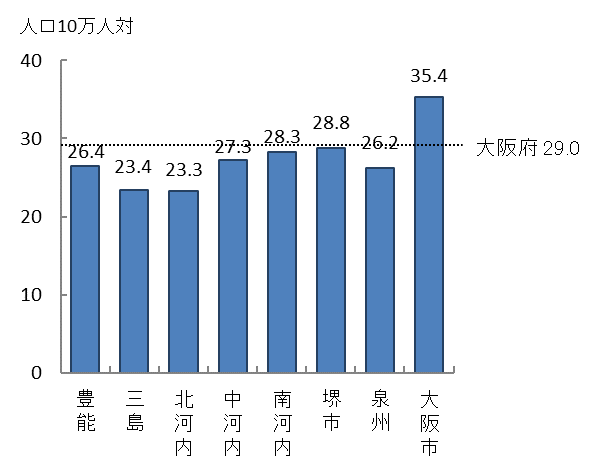 人口10万人対
40
30
20
10
0
26.4
23.4
23.3
27.3
28.3
28.8
26.2
35.4
大阪府 29.0
豊能
三島
北河内
中河内
南河内
堺市
泉州
大阪市